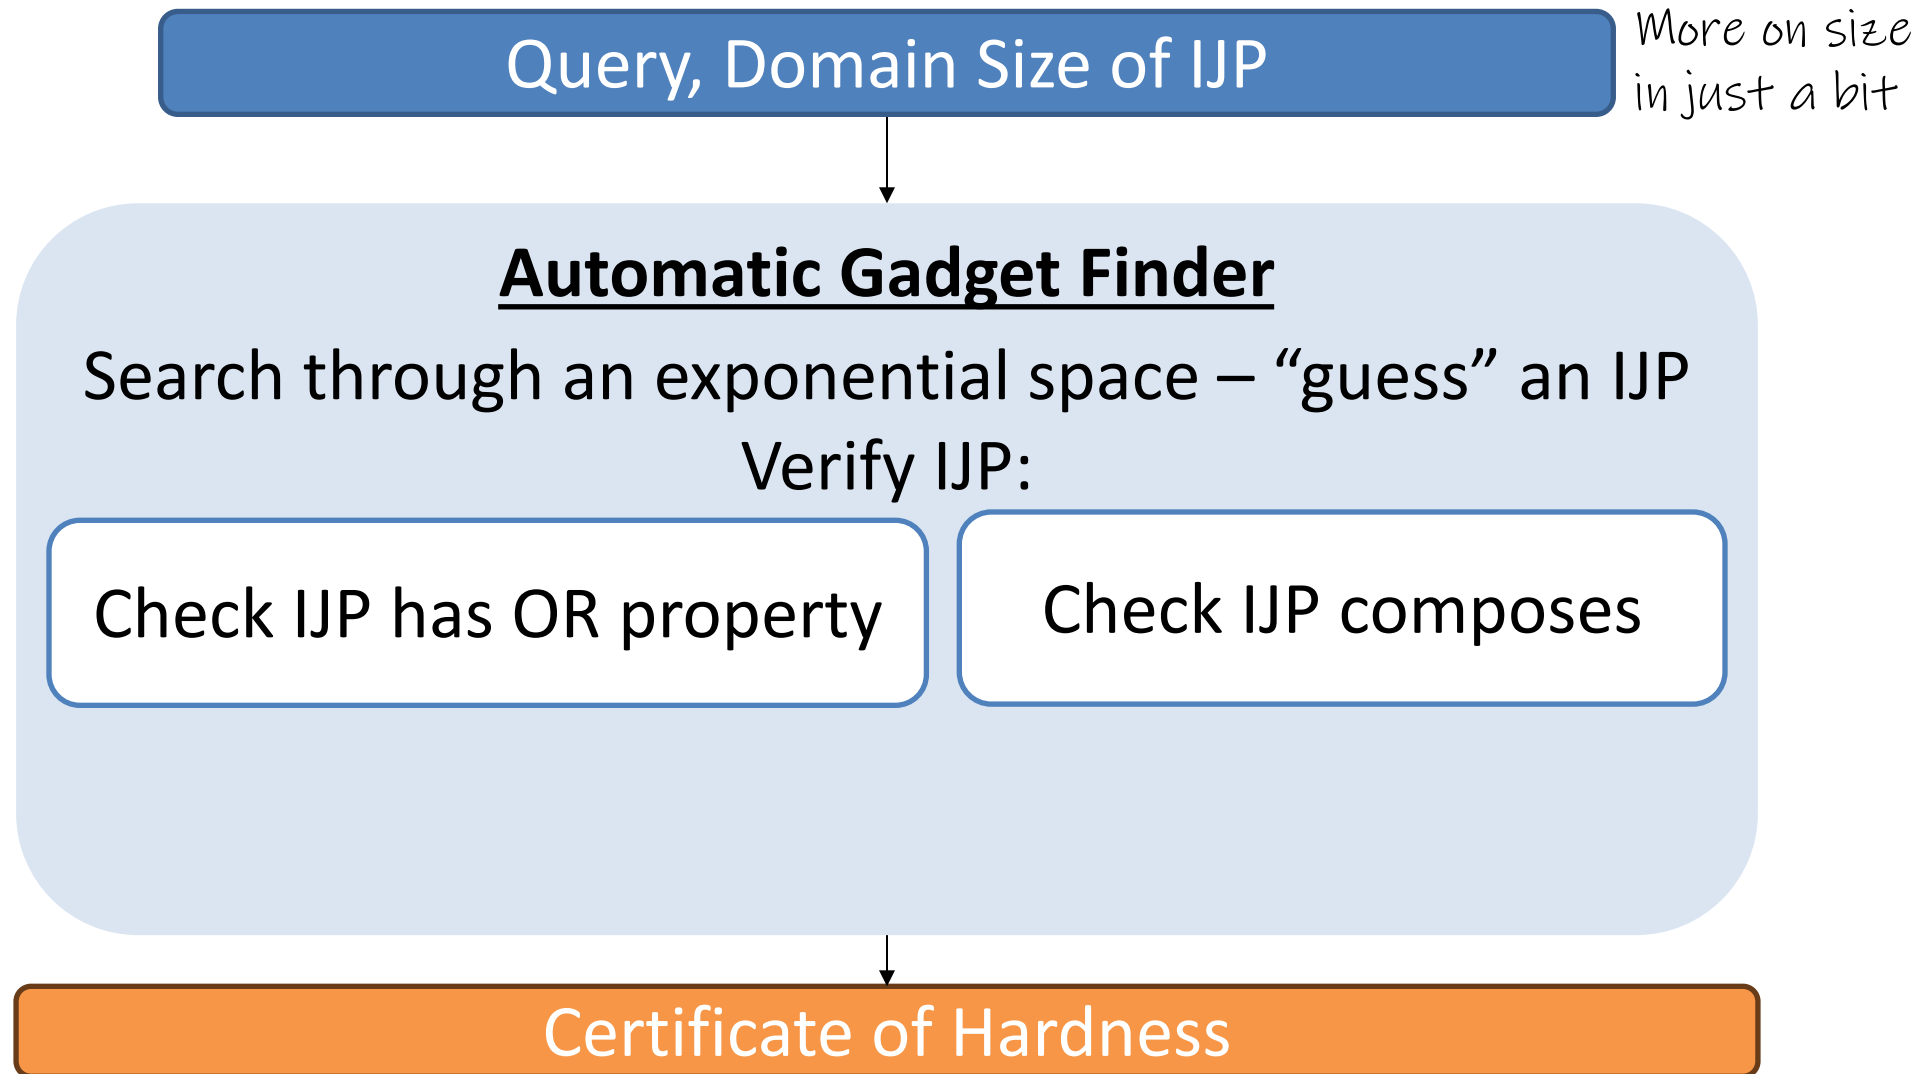 Query, Domain Size of IJP
More on size
in just a bit
Automatic Gadget Finder
Search through an exponential space – “guess” an IJP
Verify IJP:
Check IJP has OR property
Check IJP composes
Certificate of Hardness